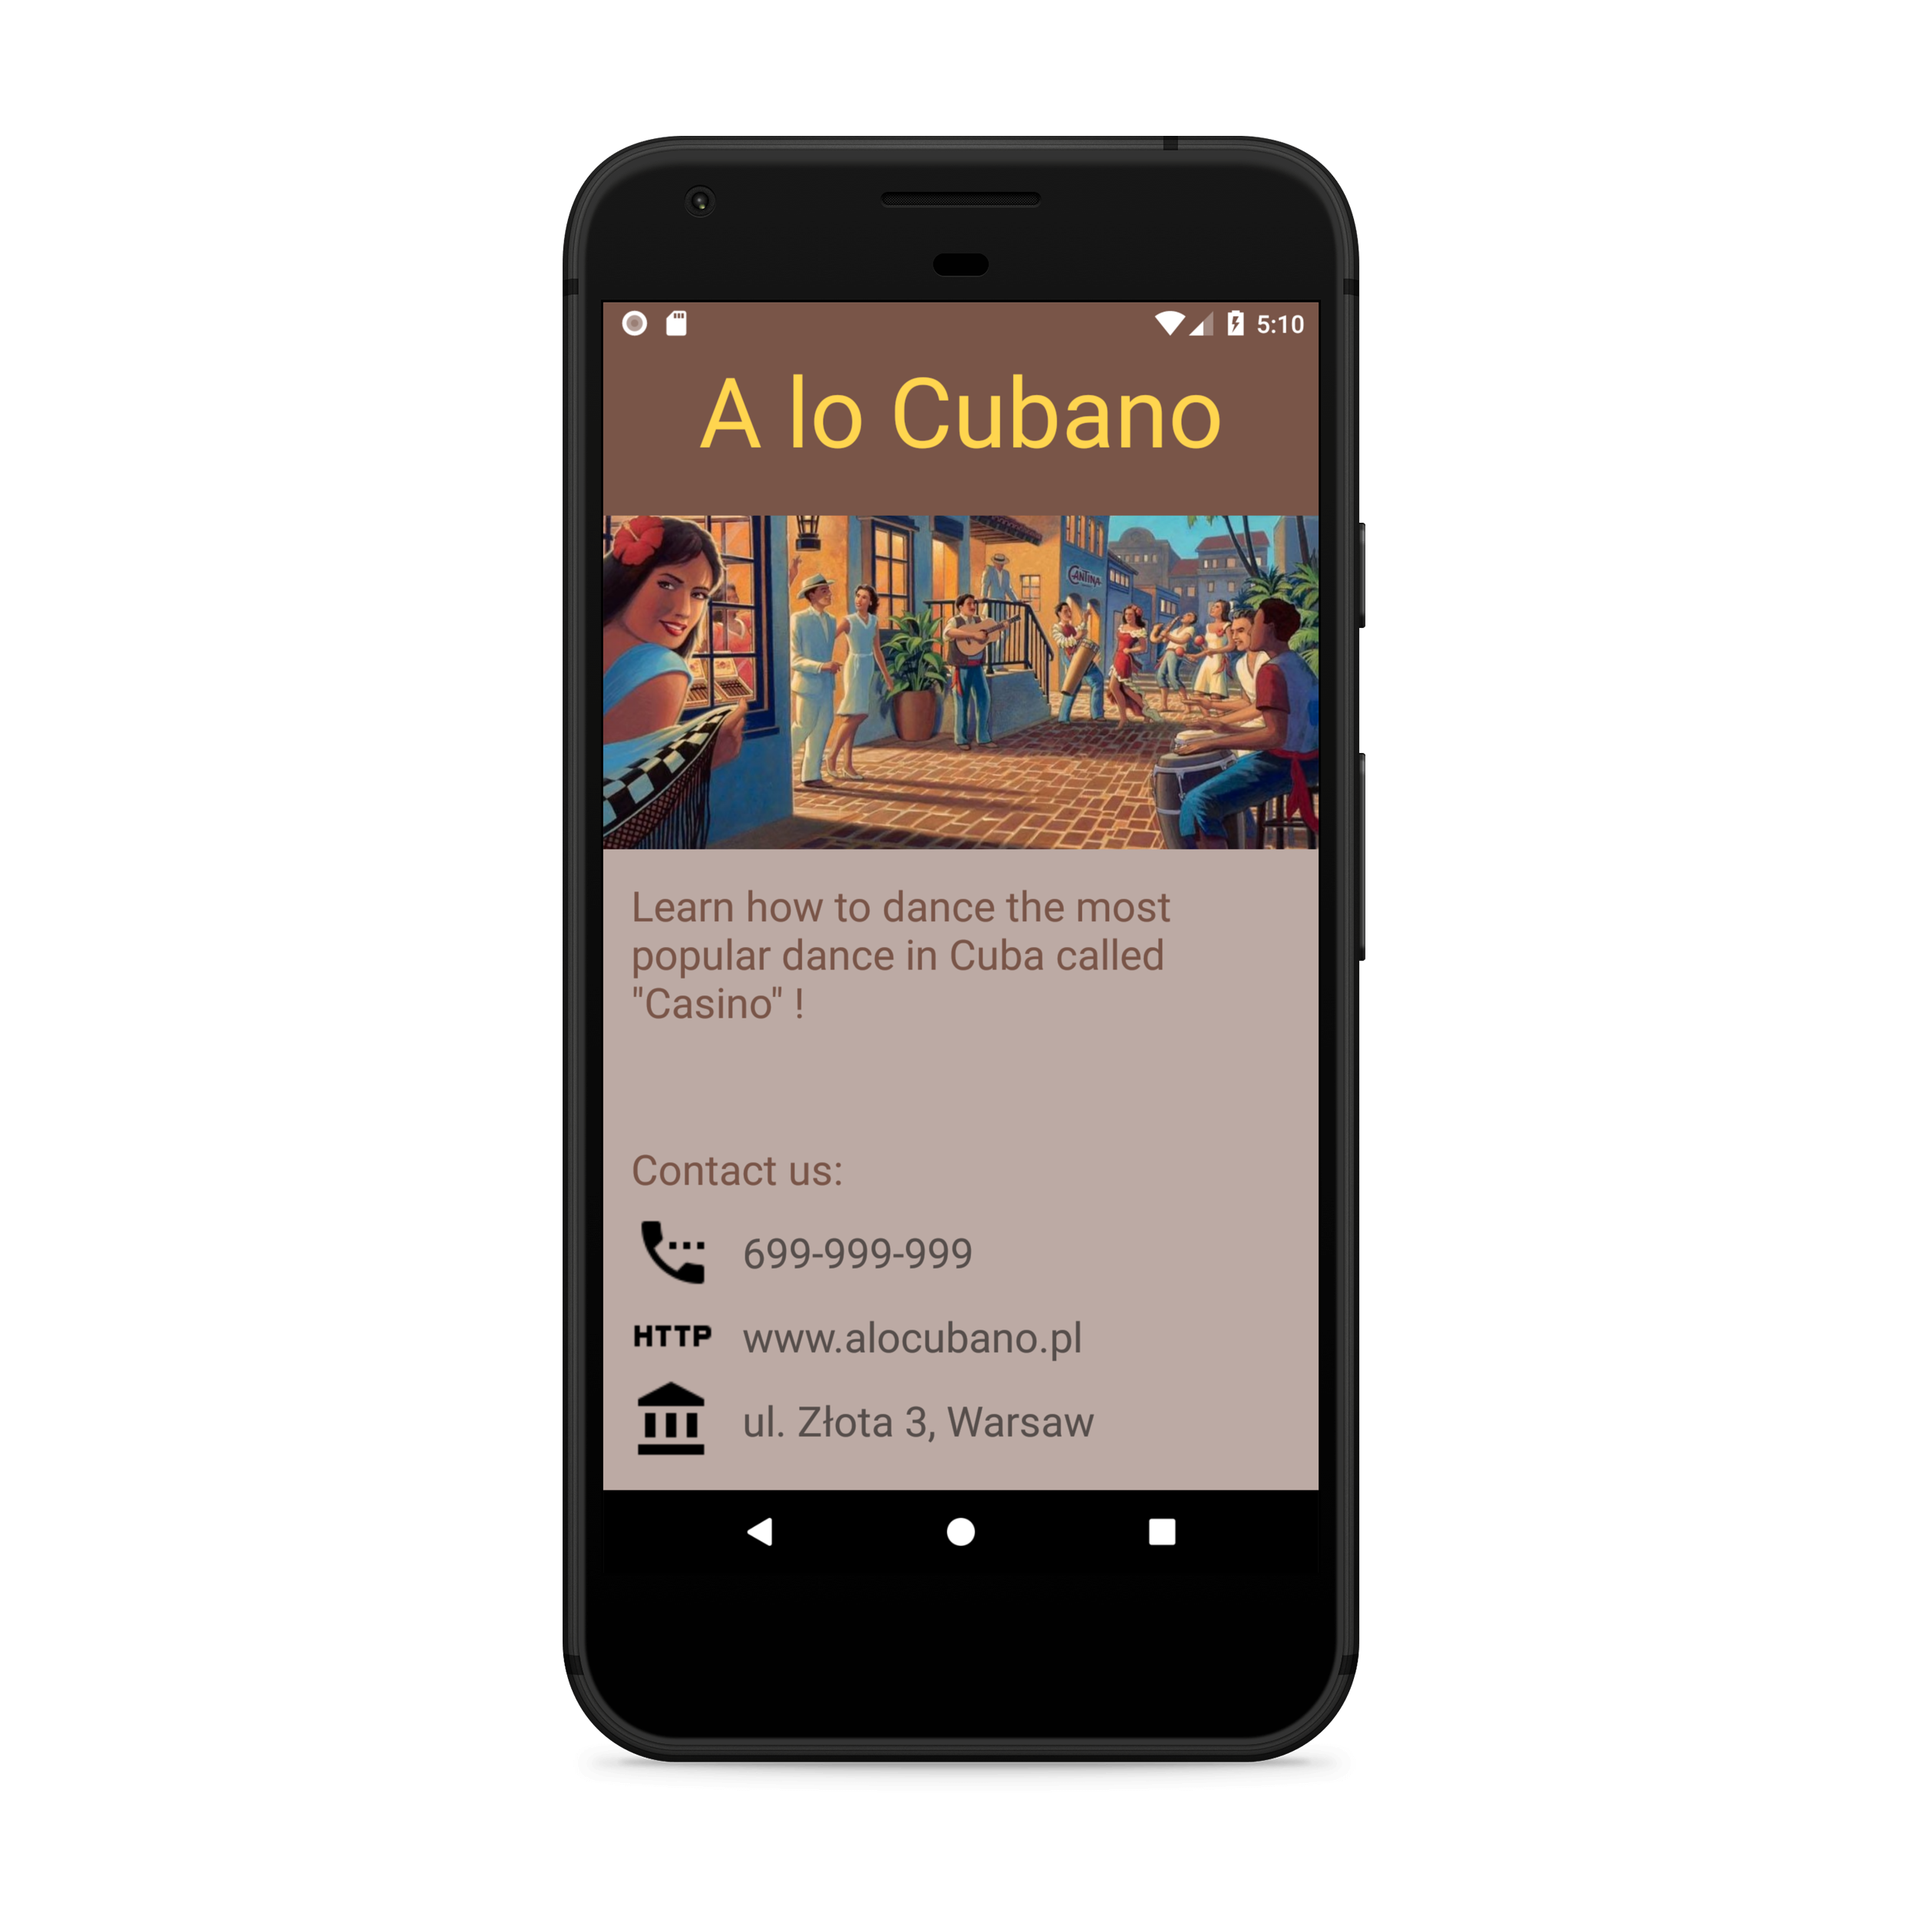 5:10
A lo Cubano
CANTINA
Learn how to dance the most
popular dance in Cuba called
"Casino" !
Contact us:
699-999-999
HTTP www.alocubano.pl
ul. Złota 3, Warsaw